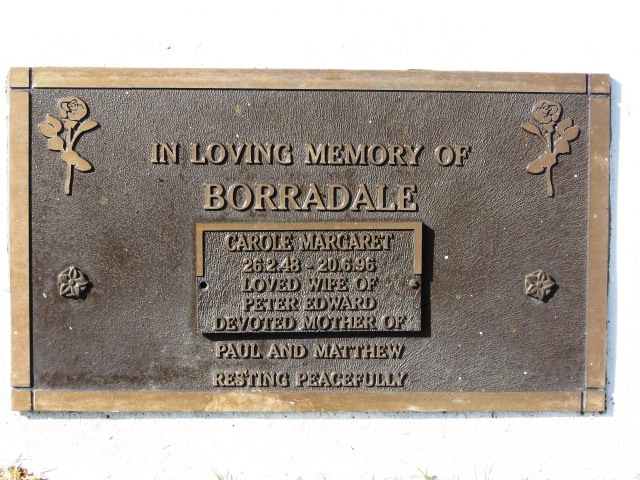 IN LOVING MEMORY OF
BORRADALE
CAROLE MARGARET
26·2·48 - 20·6·96
LOVED WIFE OF
PETER EDWARD
DEVOTED MOTHER OF
PAUL AND MATTHEW
RESTING PEACEFULLY